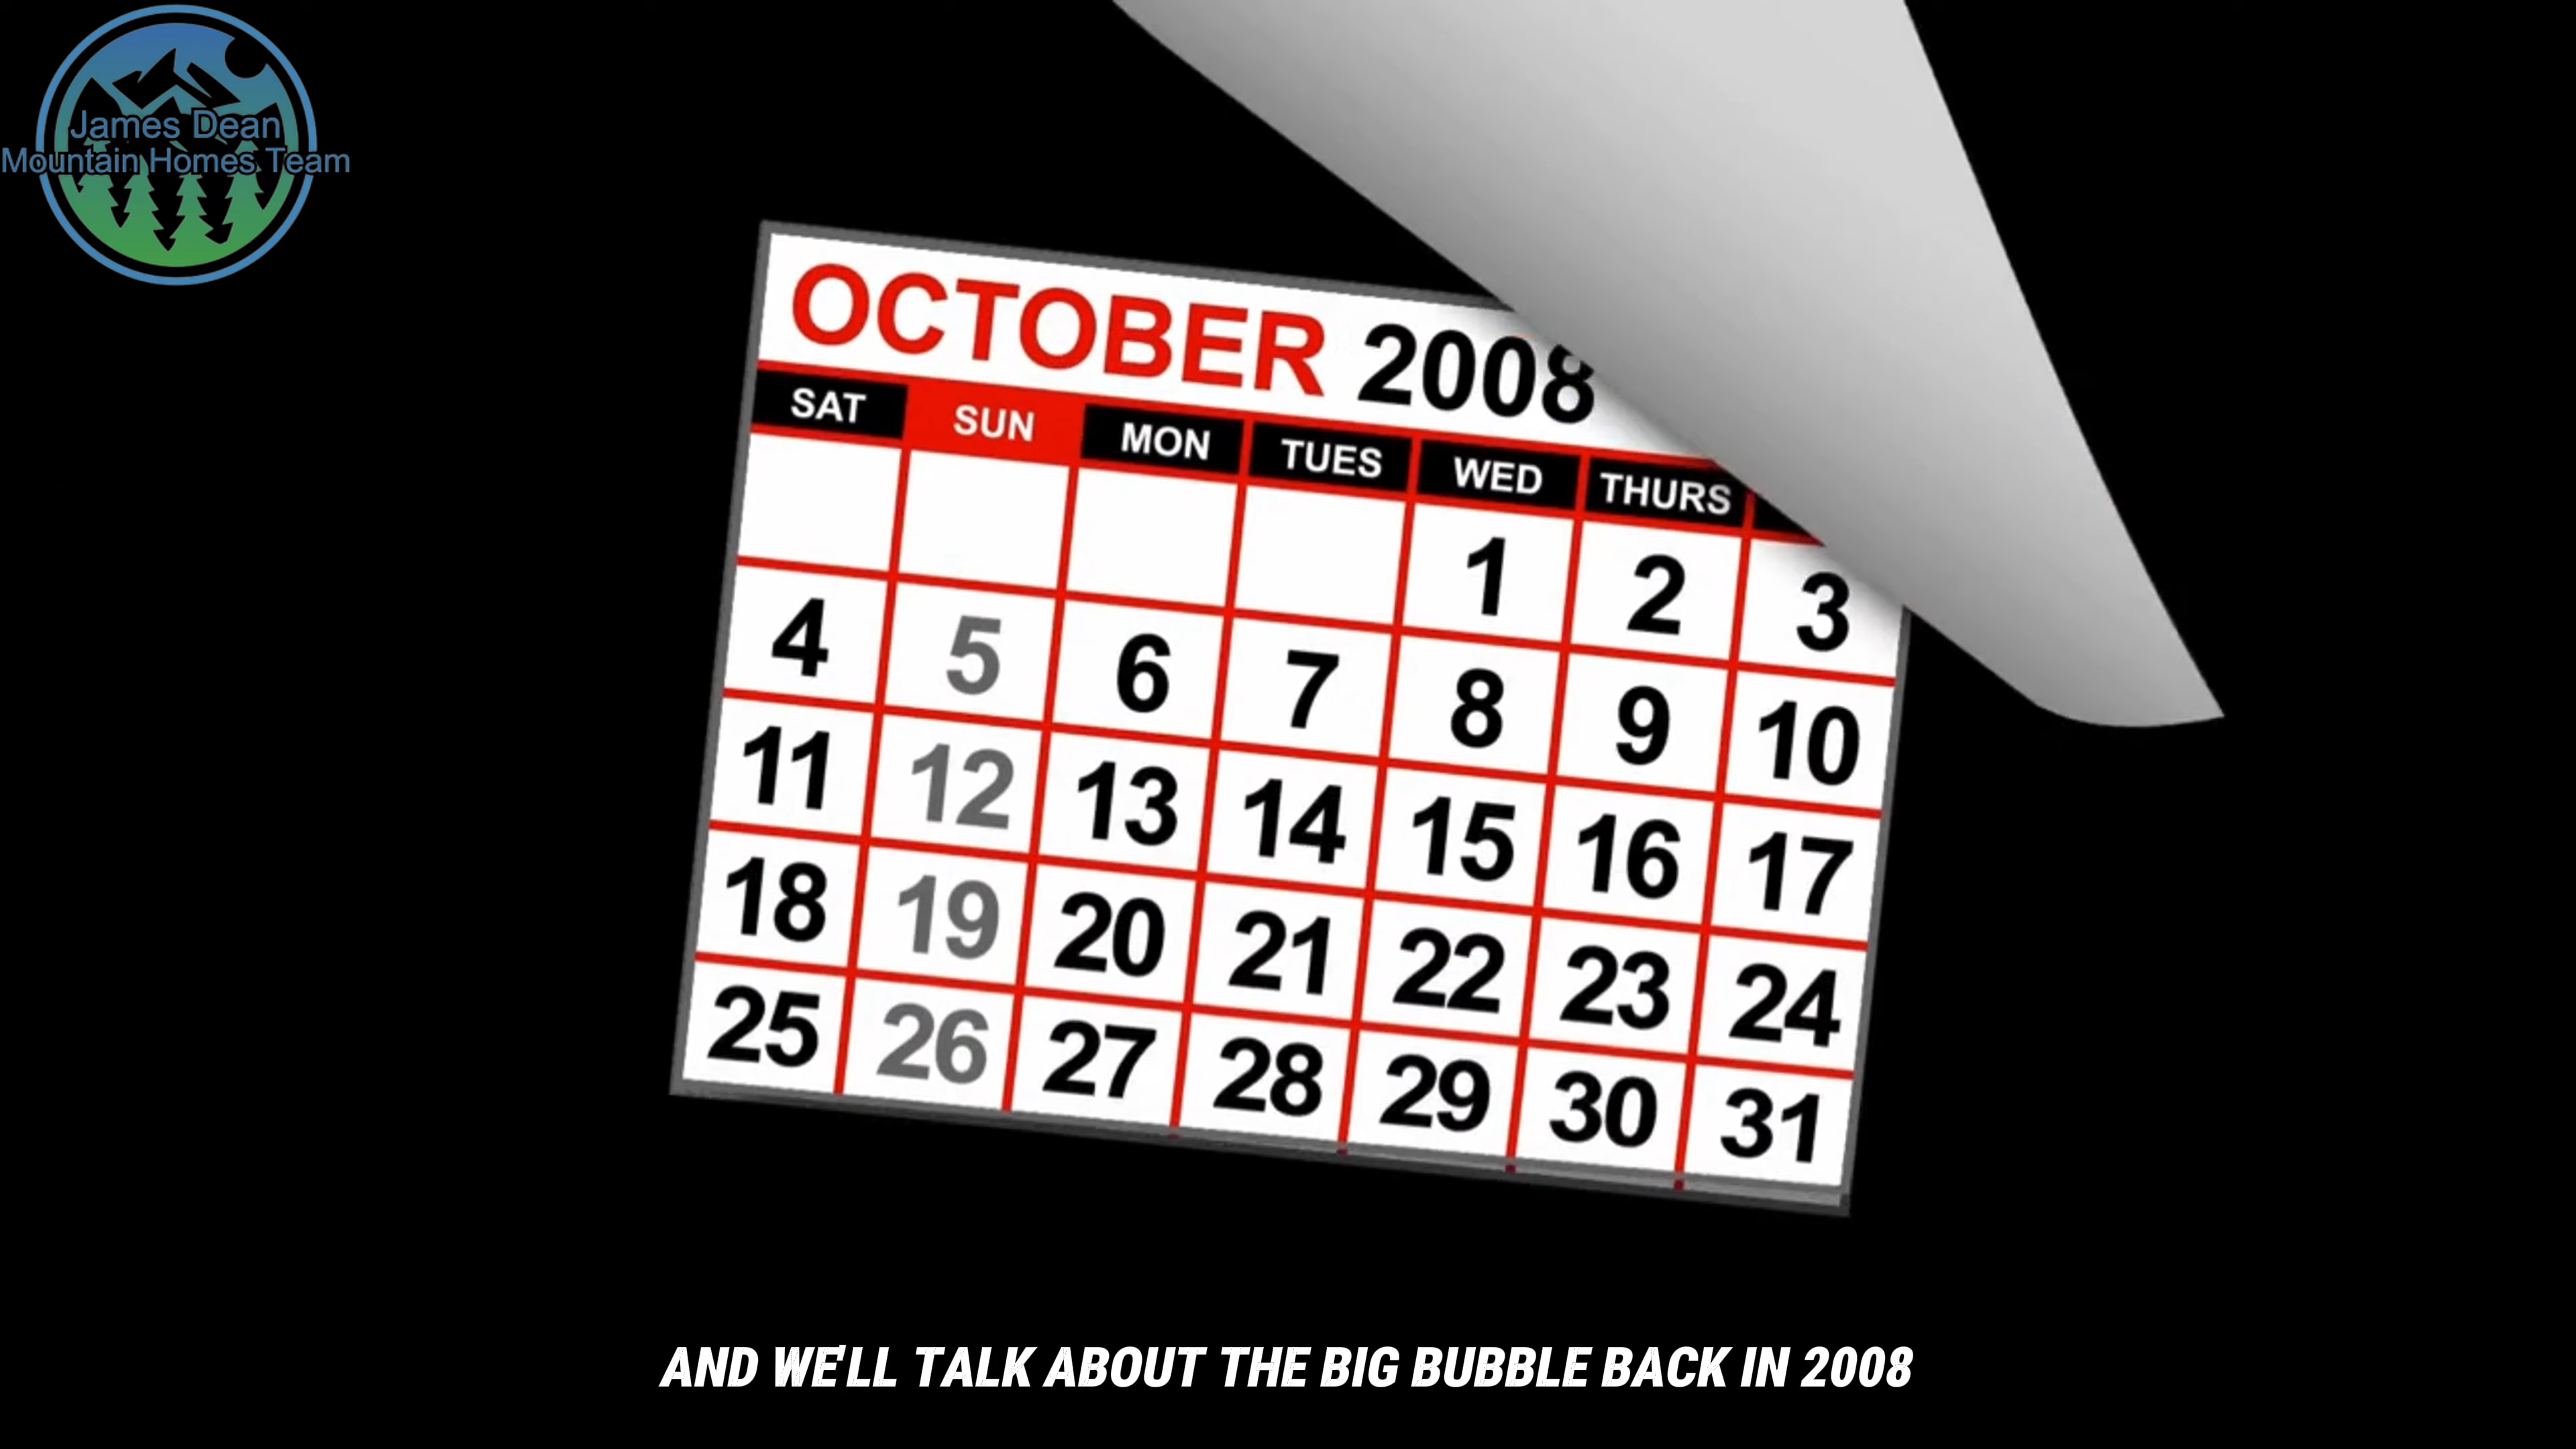 James Dean
Mountain Homes Team
OCTOBER 2008
SAT SUN MON TUES WED THURS
1 2 3
4 5 6 7 8 9 10
11 12 13 14 15 16 17
18 19 20 21 22 23 24
25 26 27 28 29 30 31
AND WE'LL TALK ABOUT THE BIG BUBBLE BACK IN 2008